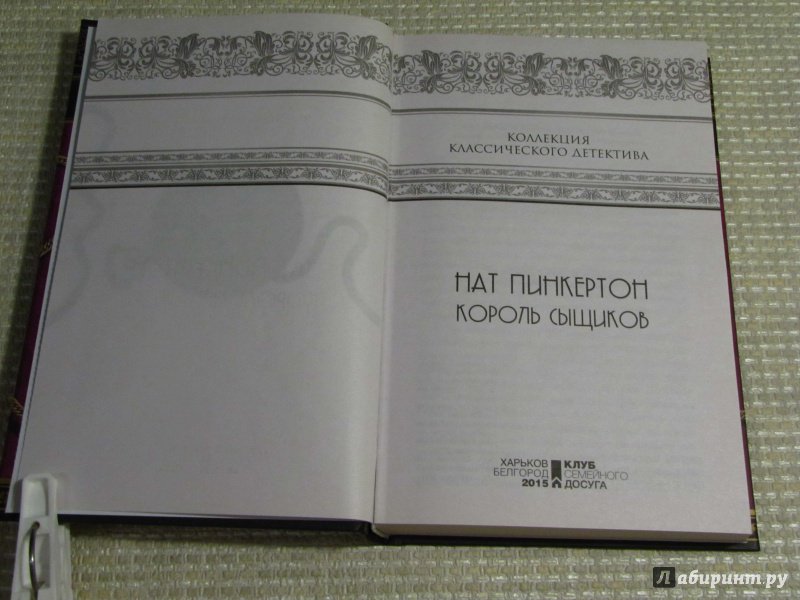 КОЛЛЕКЦИЯ
КЛАССИЧЕСКОГО ДЕТЕКТИВА
НАТ ПИНКЕРТОН
КОРОЛЬ СЫЩИКОВ
ХАРЬКОВ
БЕЛГОРОД
2015
КЛУБ
СЕМЕЙНОГО
ДОСУГА
Лабиринт.ру